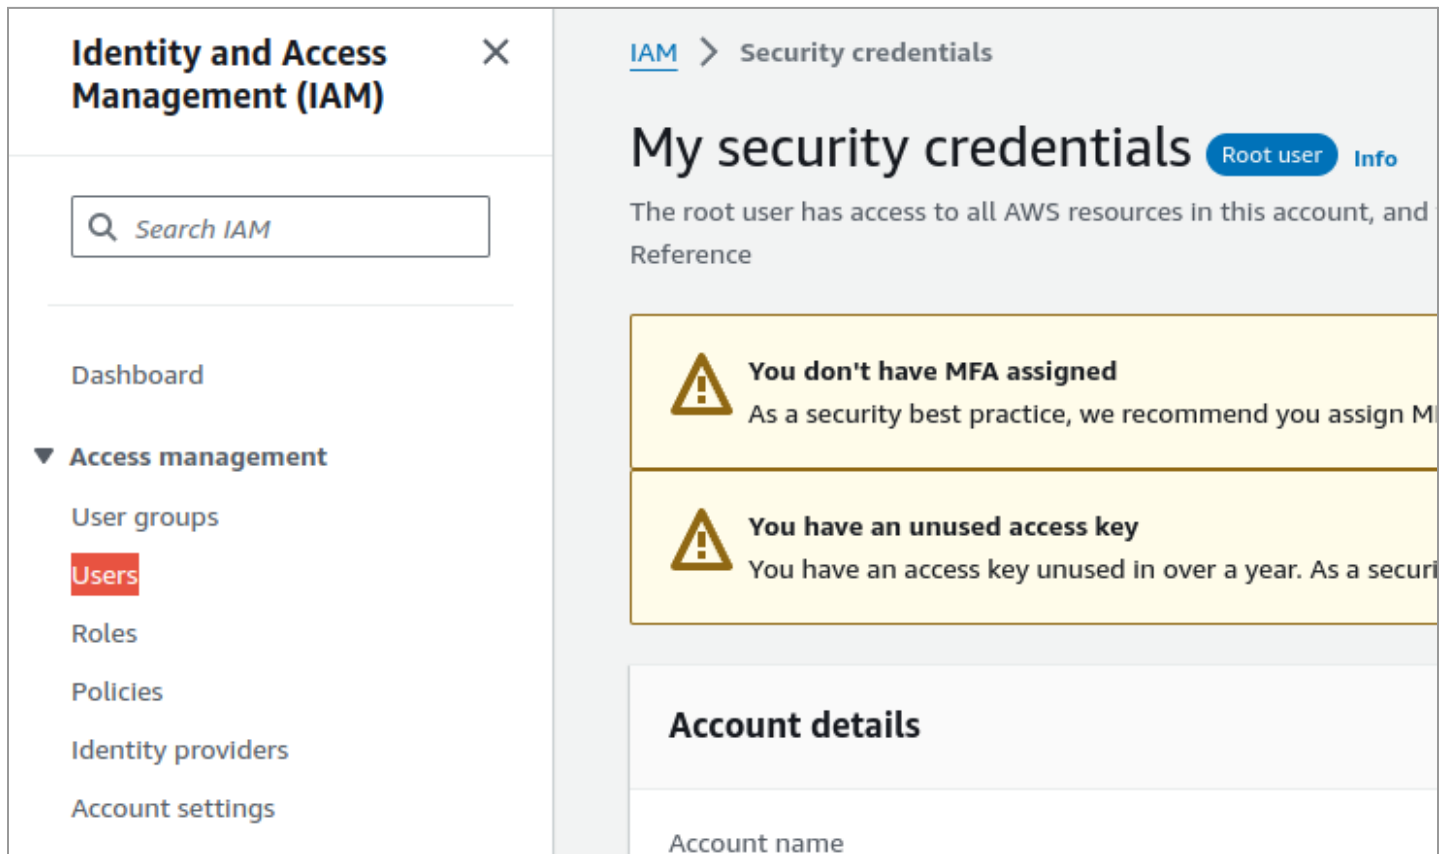 Identity and Access
Management (IAM)
Search IAM
Dashboard
Access management
User groups
Users
Roles
Policies
Identity providers
Account settings
IAM
Security credentials
My security credentials
Root user
Info
The root user has access to all AWS resources in this account, and
Reference
You don't have MFA assigned
As a security best practice, we recommend you assign
You have an unused access key
You have an access key unused in over a year. As a
Account details
Account name